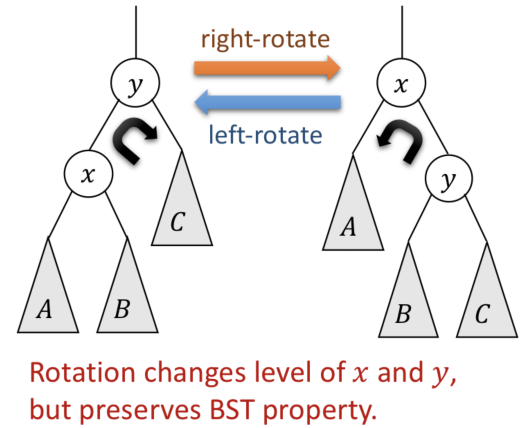 right-rotate
left-rotate
y
x
C
A
B
x
y
A
B
C
Rotation changes level of x and y,
but preserves BST property.